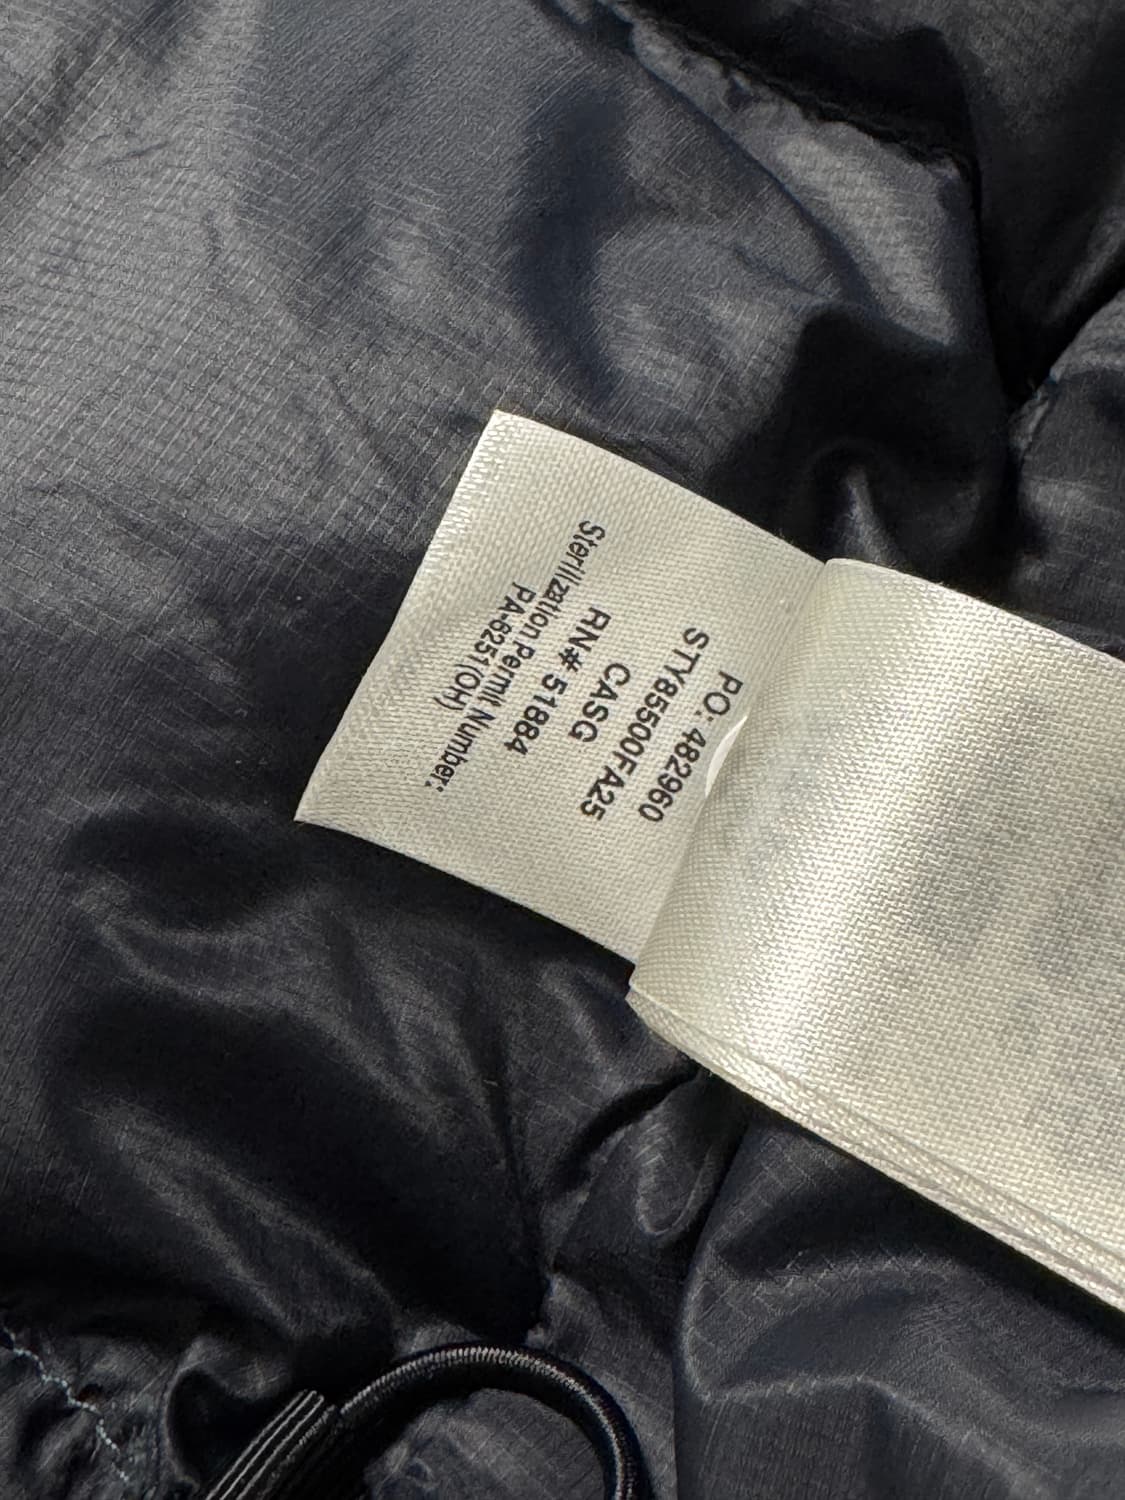 PO: 482960
STY85500FA25
CASG
RN# 51884
Sterilization Permit Number:
PA-6251(OH)